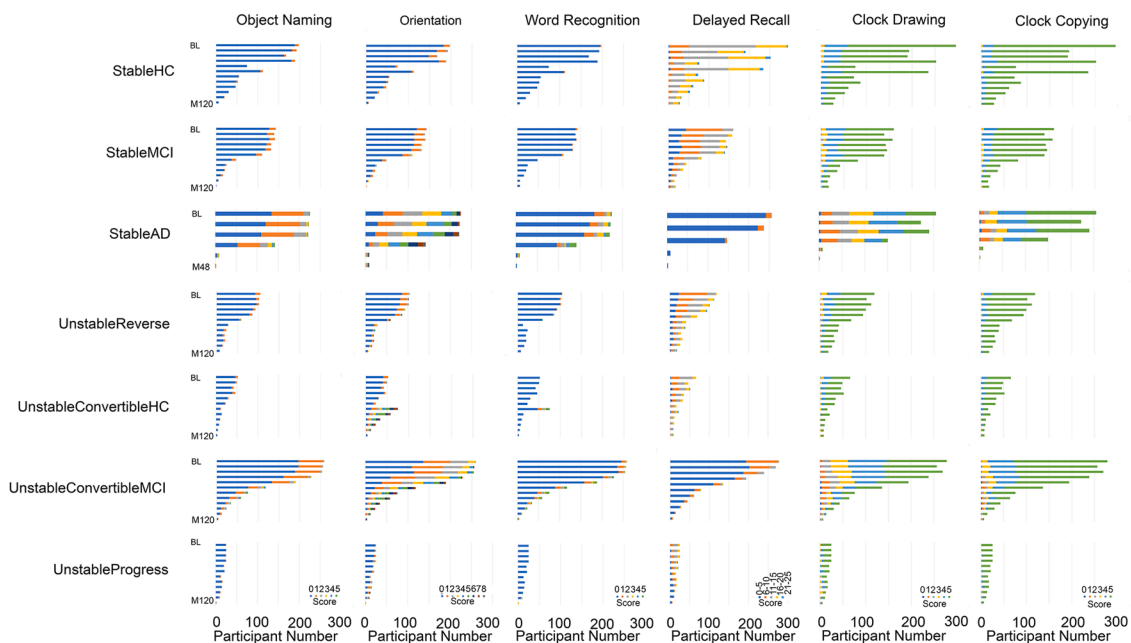 Object Naming Orientation Word Recognition Delayed Recall Clock Drawing Clock Copying
BL
StableHC
M120
BL
StableMCI
M120
BL
StableAD
M48
BL
UnstableReverse
M120
BL
UnstableConvertibleHC
M120
BL
UnstableConvertibleMCI
M120
BL
UnstableProgress
M120
012345
Score
012345678
Score
012345
Score
0-5
6-10
11-15
16-20
21-25
Score
012345
Score
012345
Score
0 100 200 300 0 100 200 300 0 100 200 300 0 100 200 300 0 100 200 300 0 100 200 300
Participant Number Participant Number Participant Number Participant Number Participant Number Participant Number